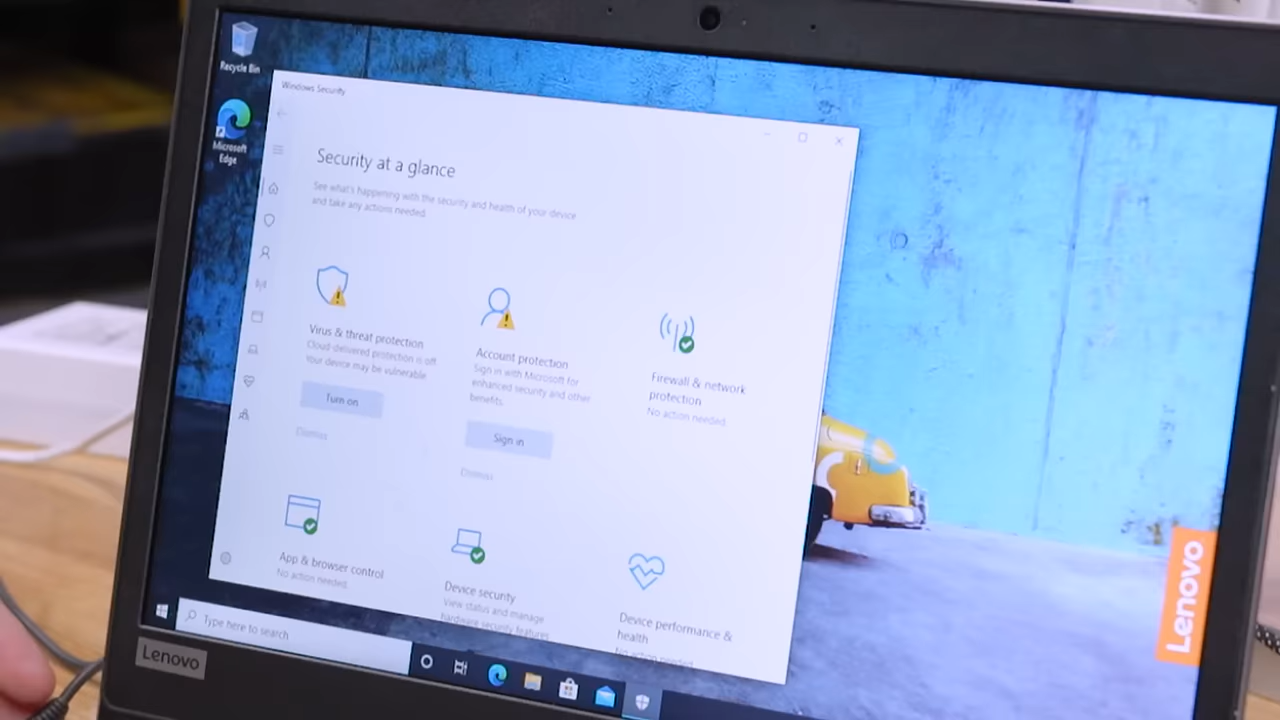 Recycle Bin
Microsoft
Edge
Windows Security
Security at a glance
See what's happening with the security and health of your device
and take any actions needed.
Virus & threat protection
Cloud-delivered protection is off.
Your device may be vulnerable.
Turn on
Dismiss
Account protection
Sign in with Microsoft for
enhanced security and other
benefits.
Sign in
Dismiss
Firewall & network
protection
No action needed.
App & browser control
No action needed.
Device security
View status and manage
hardware security features
Device performance &
health
No action needed.
Type here to search
Lenovo
Lenovo